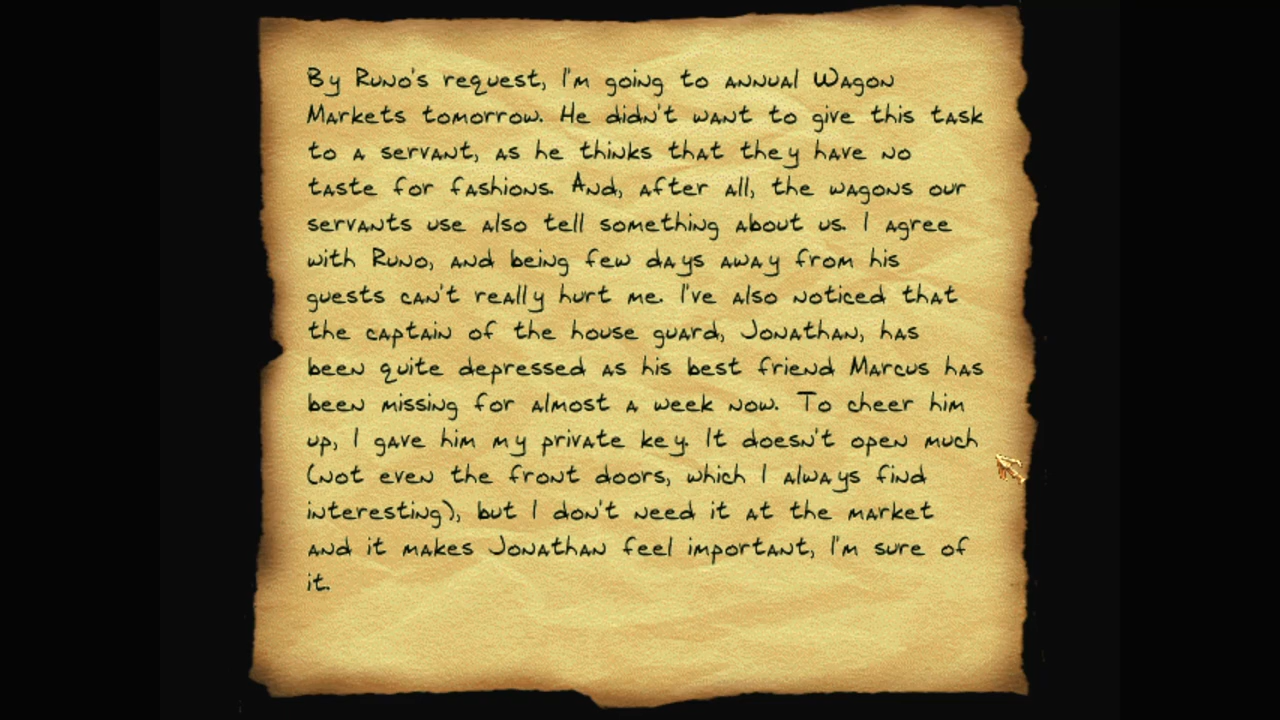 By Runo's request, I'm going to annual Wagon
Markets tomorrow. He didn't want to give this task
to a servant, as he thinks that they have no
taste for fashions. And, after all, the wagons our
servants use also tell something about us. I agree
with Runo, and being few days away from his
guests can't really hurt me. I've also noticed that
the captain of the house guard, Jonathan, has
been quite depressed as his best friend Marcus has
been missing for almost a week now. To cheer him
up, I gave him my private key. It doesn't open much
(not even the front doors, which I always find
interesting), but I don't need it at the market
and it makes Jonathan feel important, I'm sure of
it.